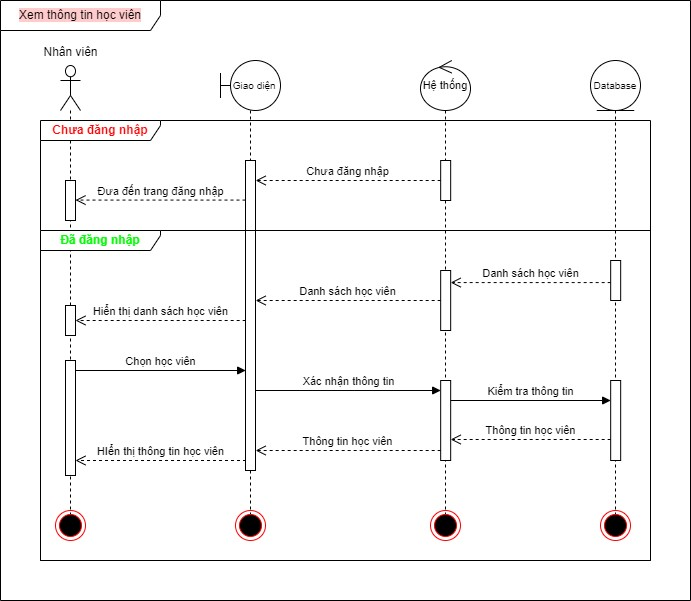 Xem thông tin học viên
Nhân viên
Giao diện
Hệ thống
Database
Chưa đăng nhập
Chưa đăng nhập
Đưa đến trang đăng nhập
Đã đăng nhập
Danh sách học viên
Danh sách học viên
Hiển thị danh sách học viên
Chọn học viên
Xác nhận thông tin
Kiểm tra thông tin
Thông tin học viên
Thông tin học viên
HIển thị thông tin học viên